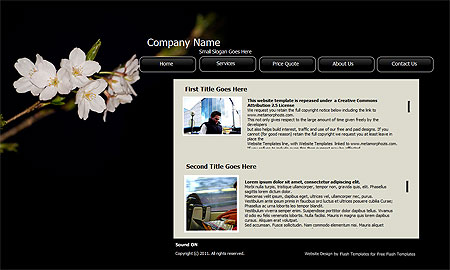 Company Name
Small Slogan Goes Here
Home
Services
Price Quote
About Us
Contact Us
First Title Goes Here
This website template is repeased under a Creative Commons
Attribution 2.5 License
We request you retain the full copyright notice below including the link to
www.metamorphozis.com.
This not only gives respect to the large amount of time given freely by the
developers
but also helps build interest, traffic and use of our free and paid designs. If you
cannot (for good reason) retain the full copyright we request you at least leave in
place the
Website Templates line, with Website Templates linked to www.metamorphozis.com.
Second Title Goes Here
Lorem ipsum dolor sit amet, consectetur adipiscing elit.
Morbi nulla turpis, tristique ullamcorper, tempor non, gravida quis, elit. Phasellus
sagittis lorem dictum diam.
Maecenas velit ipsum, dapibus eget, ultrices vel, ullamcorper nec, purus.
Vestibulum ante ipsum primis in faucibus orci luctus et ultrices posuere cubilia Curae;
Phasellus ac urna lobortis leo blandit.
Vestibulum viverra semper enim. Suspendisse porttitor dolor dapibus tellus. Vivamus
id odio eu felis venenatis lobortis. Nulla facilisi. Mauris in magna quis lorem dapibus
cursus. Aliquam erat volutpat.
Sed accumsan. Fusce sollicitudin. Nam commodo elementum nisi. Mauris aliquet
Sound ON
Copyright (c) 2011. All rights reserved.
Website Design by Flash Templates for Free Flash Templates